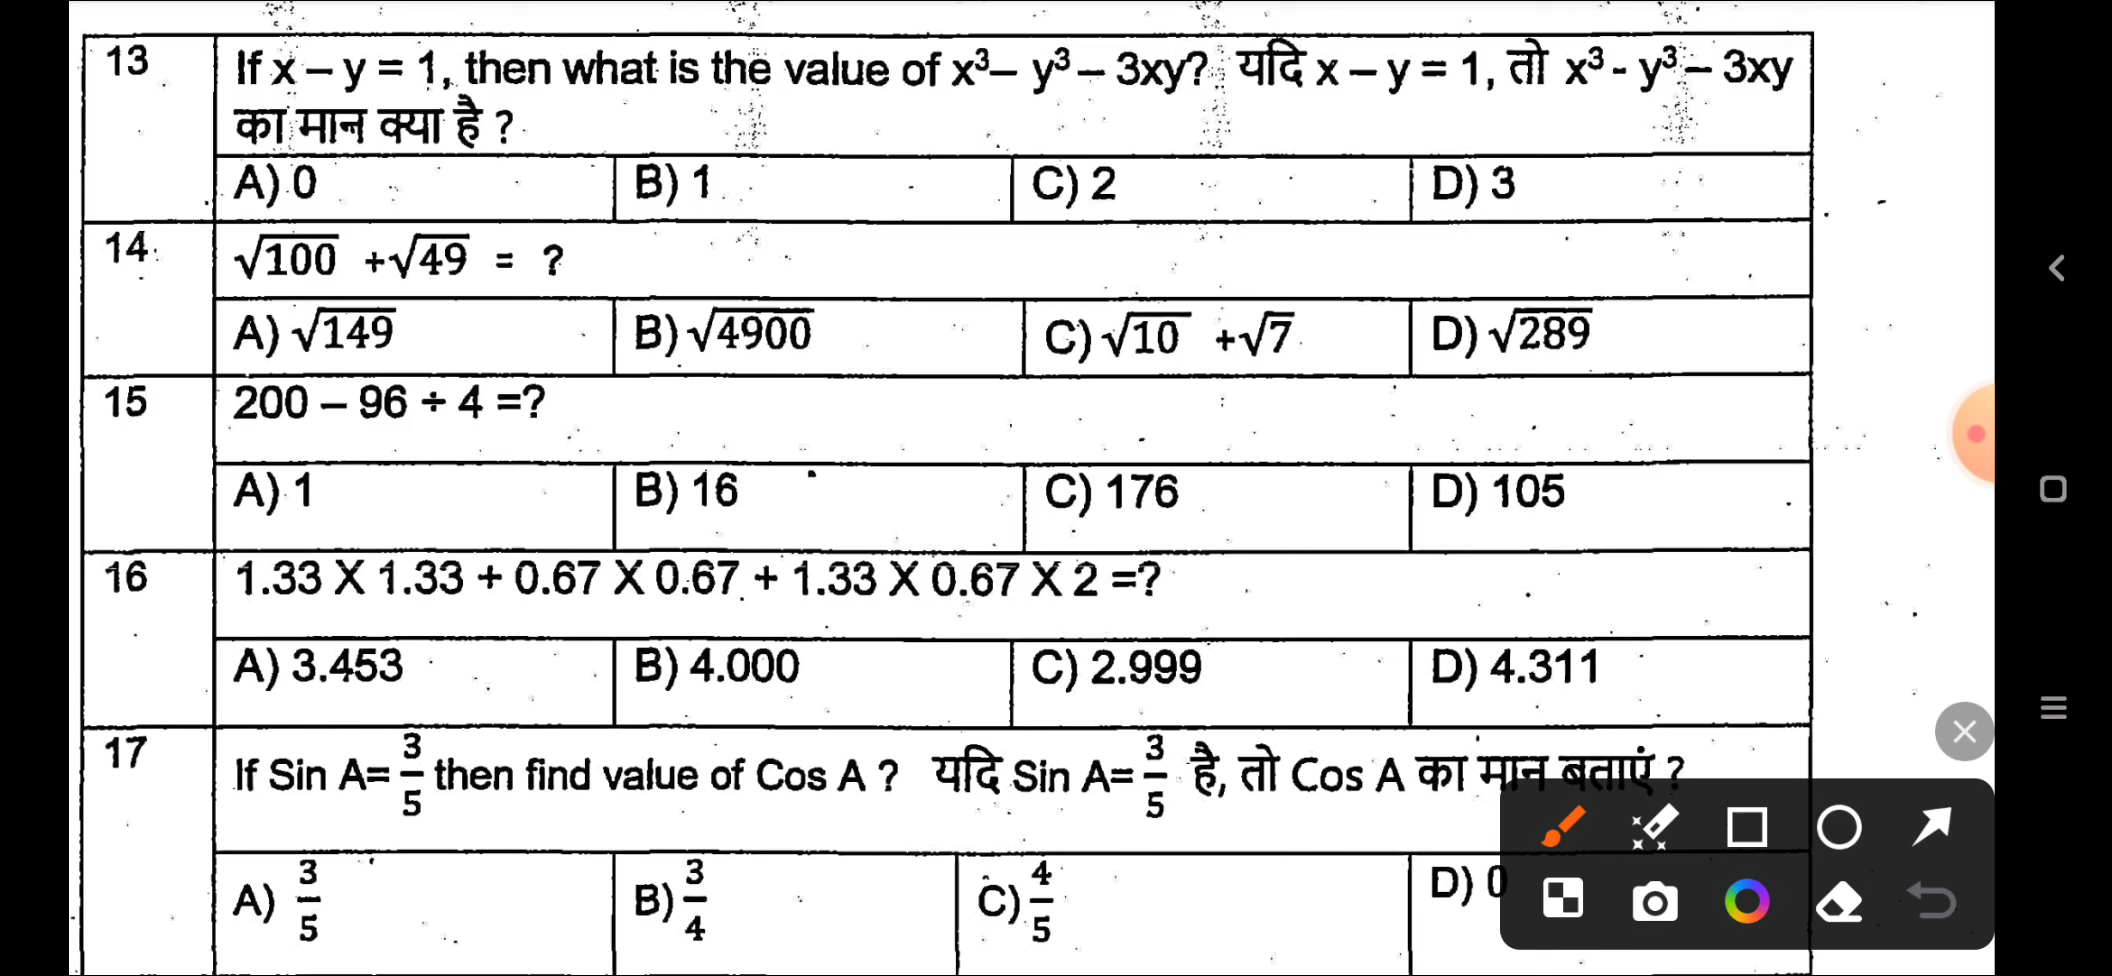 13 If x – y = 1, then what is the value of x³– y³ – 3xy? यदि x – y = 1, तो x³ - y³ – 3xy
का मान क्या है ?
A) 0 B) 1 C) 2 D) 3
14 √100 +√49 = ?
A) √149 B) √4900 C) √10 +√7 D) √289
15 200 – 96 ÷ 4 =?
A) 1 B) 16 C) 176 D) 105
16 1.33 X 1.33 + 0.67 X 0.67 + 1.33 X 0.67 X 2 =?
A) 3.453 B) 4.000 C) 2.999 D) 4.311
17 If Sin A= 3/5 then find value of Cos A ? यदि Sin A= 3/5 है, तो Cos A का मान बताएं ?
A) 3/5 B) 3/4 C) 4/5 D) 0